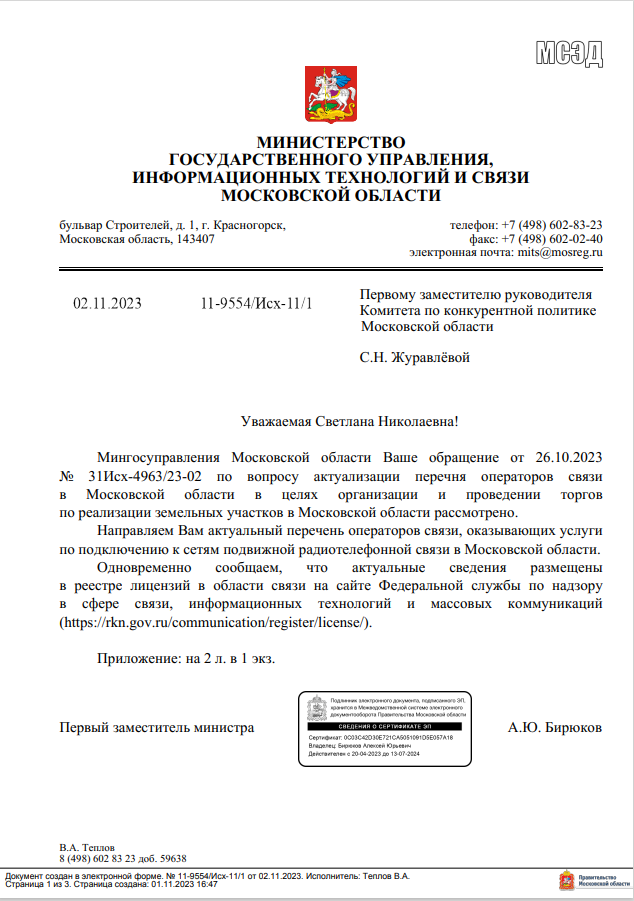 МСЭД
МИНИСТЕРСТВО
ГОСУДАРСТВЕННОГО УПРАВЛЕНИЯ,
ИНФОРМАЦИОННЫХ ТЕХНОЛОГИЙ И СВЯЗИ
МОСКОВСКОЙ ОБЛАСТИ
бульвар Строителей, д. 1, г. Красногорск,
Московская область, 143407
телефон: +7 (498) 602-83-23
факс: +7 (498) 602-02-40
электронная почта: mits@mosreg.ru
02.11.2023 11-9554/Исх-11/1
Первому заместителю руководителя
Комитета по конкурентной политике
Московской области
С.Н. Журавлёвой
Уважаемая Светлана Николаевна!
Мингосуправления Московской области Ваше обращение от 26.10.2023
№ 31Исх-4963/23-02 по вопросу актуализации перечня операторов связи
в Московской области в целях организации и проведении торгов
по реализации земельных участков в Московской области рассмотрено.
Направляем Вам актуальный перечень операторов связи, оказывающих услуги
по подключению к сетям подвижной радиотелефонной связи в Московской области.
Одновременно сообщаем, что актуальные сведения размещены
в реестре лицензий в области связи на сайте Федеральной службы по надзору
в сфере связи, информационных технологий и массовых коммуникаций
(https://rkn.gov.ru/communication/register/license/).
Приложение: на 2 л. в 1 экз.
Первый заместитель министра
Подлинник электронного документа, подписанного ЭП,
хранится в Межведомственной системе электронного
документооборота Правительства Московской области
СВЕДЕНИЯ О СЕРТИФИКАТЕ ЭП
Сертификат: 0C03C42D30E721CA5051091D5E057A18
Владелец: Бирюков Алексей Юрьевич
Действителен с 20-04-2023 до 13-07-2024
А.Ю. Бирюков
В.А. Теплов
8 (498) 602 83 23 доб. 59638
Документ создан в электронной форме. № 11-9554/Исх-11/1 от 02.11.2023. Исполнитель: Теплов В.А.
Страница 1 из 3. Страница создана: 01.11.2023 16:47
Правительство
Московской области